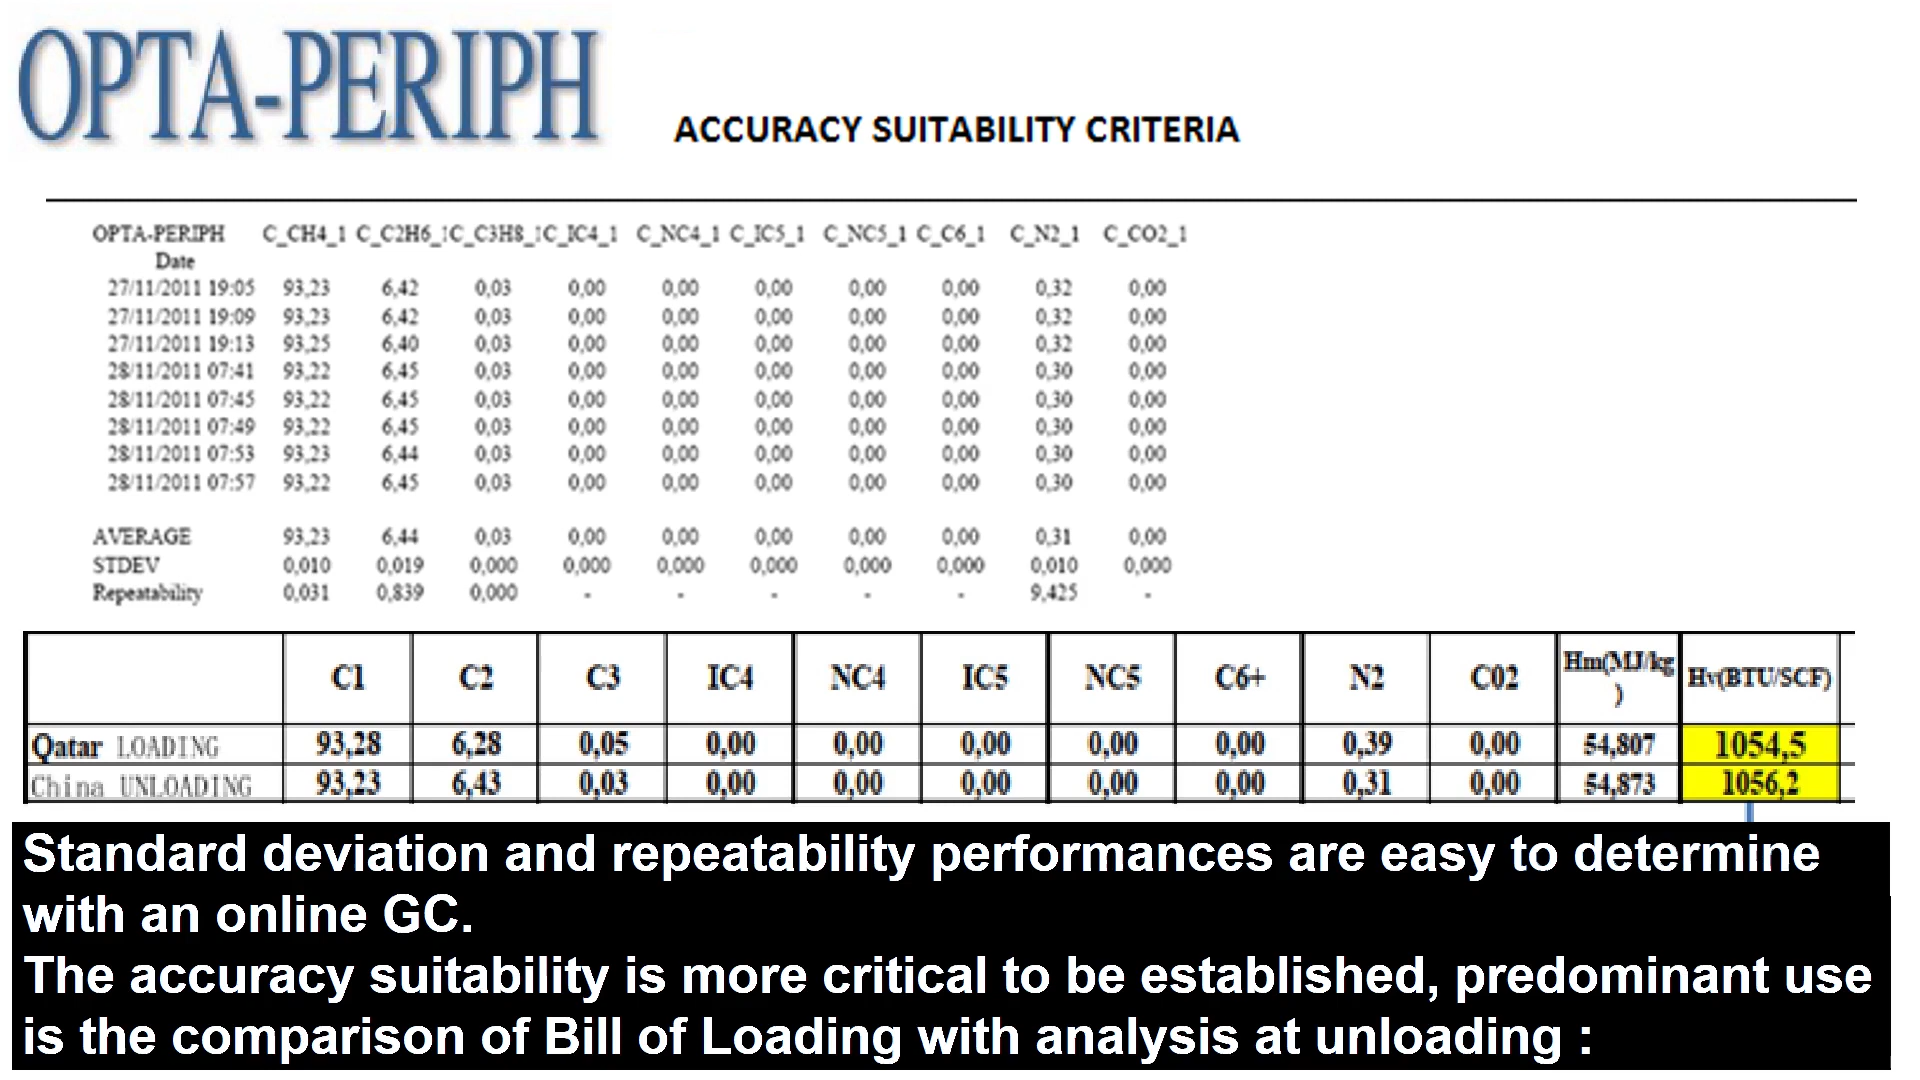 OPTA-PERIPH
ACCURACY SUITABILITY CRITERIA
OPTA-PERIPH C_CH4_1 C_C2H6_1 C_C3H8_1 C_IC4_1 C_NC4_1 C_IC5_1 C_NC5_1 C_C6_1 C_N2_1 C_CO2_1
Date
27/11/2011 19:05 93,23 6,42 0,03 0,00 0,00 0,00 0,00 0,00 0,32 0,00
27/11/2011 19:09 93,23 6,42 0,03 0,00 0,00 0,00 0,00 0,00 0,32 0,00
27/11/2011 19:13 93,25 6,40 0,03 0,00 0,00 0,00 0,00 0,00 0,32 0,00
28/11/2011 07:41 93,22 6,45 0,03 0,00 0,00 0,00 0,00 0,00 0,30 0,00
28/11/2011 07:45 93,22 6,45 0,03 0,00 0,00 0,00 0,00 0,00 0,30 0,00
28/11/2011 07:49 93,22 6,45 0,03 0,00 0,00 0,00 0,00 0,00 0,30 0,00
28/11/2011 07:53 93,23 6,44 0,03 0,00 0,00 0,00 0,00 0,00 0,30 0,00
28/11/2011 07:57 93,22 6,45 0,03 0,00 0,00 0,00 0,00 0,00 0,30 0,00
AVERAGE 93,23 6,44 0,03 0,00 0,00 0,00 0,00 0,00 0,31 0,00
STDEV 0,010 0,019 0,000 0,000 0,000 0,000 0,000 0,000 0,010 0,000
Repeatability 0,031 0,839 0,000 - - - - - 9,425 -
C1 C2 C3 IC4 NC4 IC5 NC5 C6+ N2 C02 Hm(MJ/kg) Hv(BTU/SCF)
Qatar LOADING 93,28 6,28 0,05 0,00 0,00 0,00 0,00 0,00 0,39 0,00 54,807 1054,5
China UNLOADING 93,23 6,43 0,03 0,00 0,00 0,00 0,00 0,00 0,31 0,00 54,873 1056,2
Standard deviation and repeatability performances are easy to determine
with an online GC.
The accuracy suitability is more critical to be established, predominant use
is the comparison of Bill of Loading with analysis at unloading :